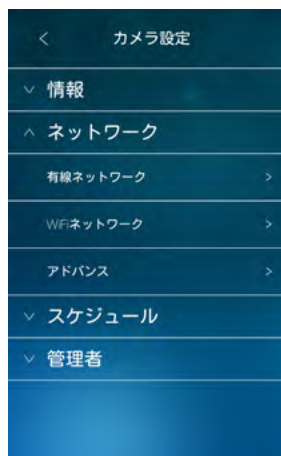 カメラ設定
情報
ネットワーク
有線ネットワーク
WiFiネットワーク
アドバンス
スケジュール
管理者